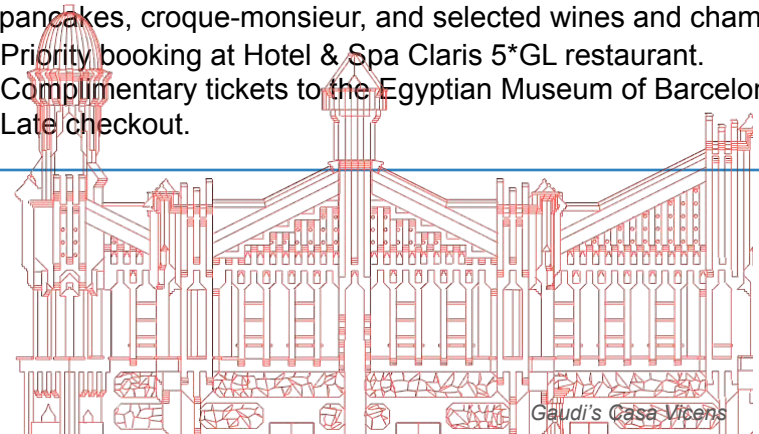 pancakes, croque-monsieur, and selected wines and cham
Priority booking at Hotel & Spa Claris 5*GL restaurant.
Complimentary tickets to the Egyptian Museum of Barcelon
Late checkout.
Gaudi’s Casa Vicens